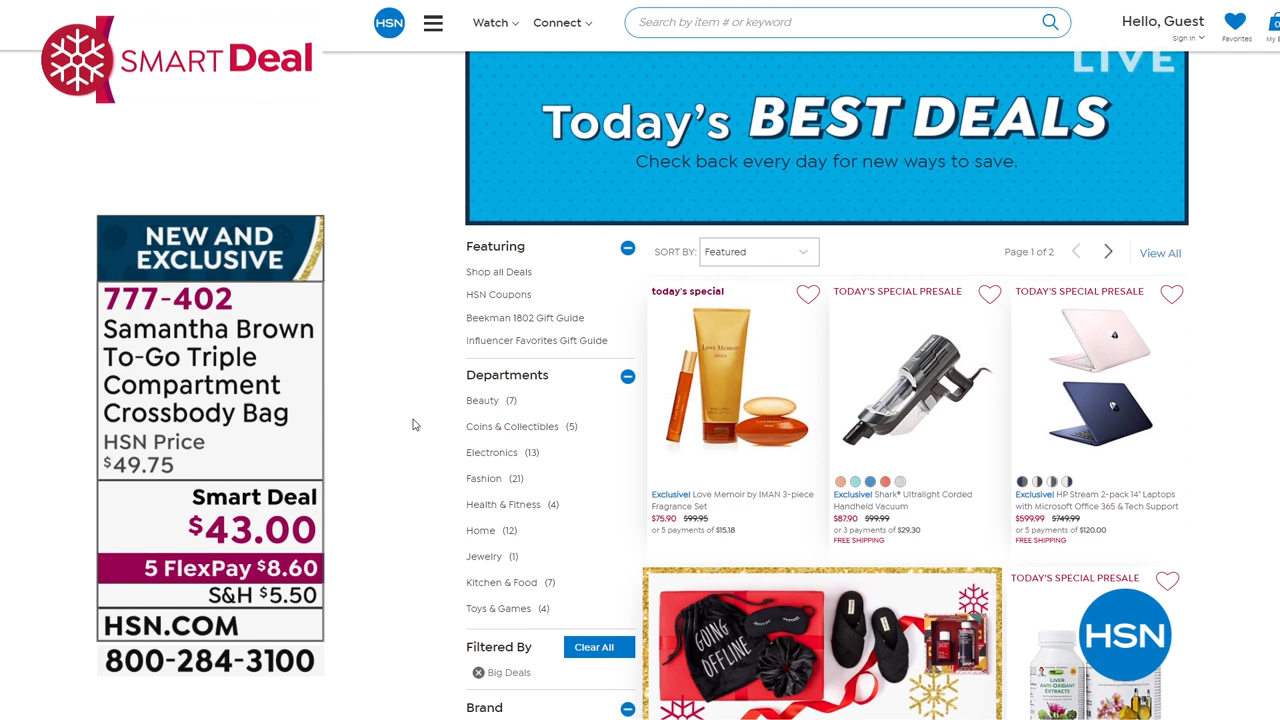 SMART Deal
HSN
Watch
Connect
Search by item # or keyword
Hello, Guest
Sign In
Favorites
0
LIVE
Today's BEST DEALS
Check back every day for new ways to save.
NEW AND
EXCLUSIVE
777-402
Samantha Brown
To-Go Triple
Compartment
Crossbody Bag
HSN Price
$49.75
Smart Deal
$43.00
5 FlexPay $8.60
S&H $5.50
HSN.COM
800-284-3100
Featuring
Shop all Deals
HSN Coupons
Beekman 1802 Gift Guide
Influencer Favorites Gift Guide
Departments
Beauty (7)
Coins & Collectibles (5)
Electronics (13)
Fashion (21)
Health & Fitness (4)
Home (12)
Jewelry (1)
Kitchen & Food (7)
Toys & Games (4)
Filtered By
Clear All
Big Deals
Brand
SORT BY: Featured
Page 1 of 2
View All
today's special
Love Memoir
Exclusive! Love Memoir by IMAN 3-piece
Fragrance Set
$75.90 $99.95
or 5 payments of $15.18
TODAY'S SPECIAL PRESALE
Exclusive! Shark® Ultralight Corded
Handheld Vacuum
$87.90 $99.99
or 3 payments of $29.30
FREE SHIPPING
TODAY'S SPECIAL PRESALE
Exclusive! HP Stream 2-pack 14" Laptops
with Microsoft Office 365 & Tech Support
$599.99 $749.99
or 5 payments of $120.00
FREE SHIPPING
GOING
OFFLINE
TODAY'S SPECIAL PRESALE
HSN
LIVER
ANTI-OXIDANT
EXTRACTS